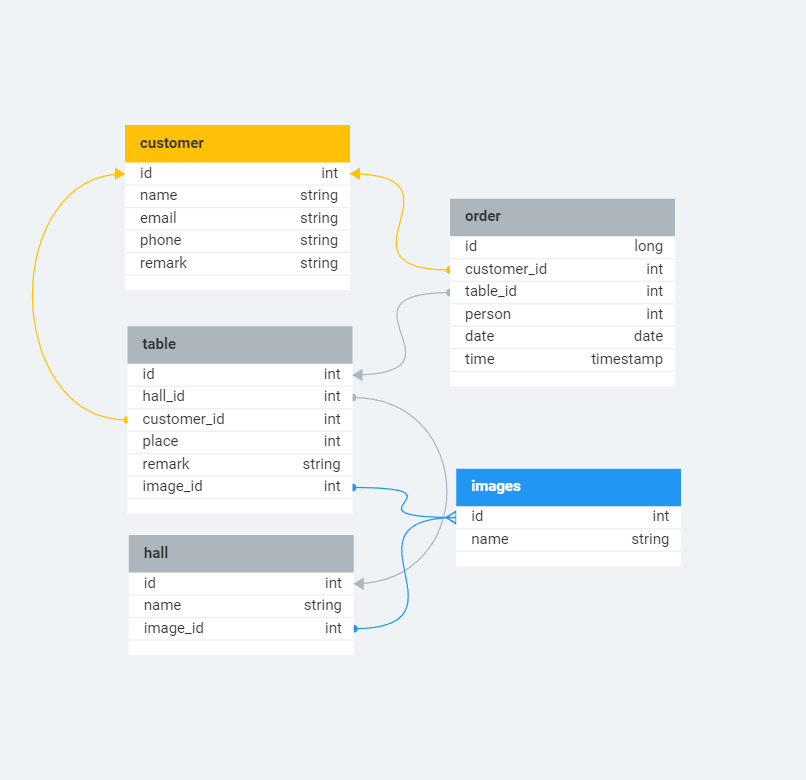 customer
id int
name string
email string
phone string
remark string
order
id long
customer_id int
table_id int
person int
date date
time timestamp
table
id int
hall_id int
customer_id int
place int
remark string
image_id int
images
id int
name string
hall
id int
name string
image_id int